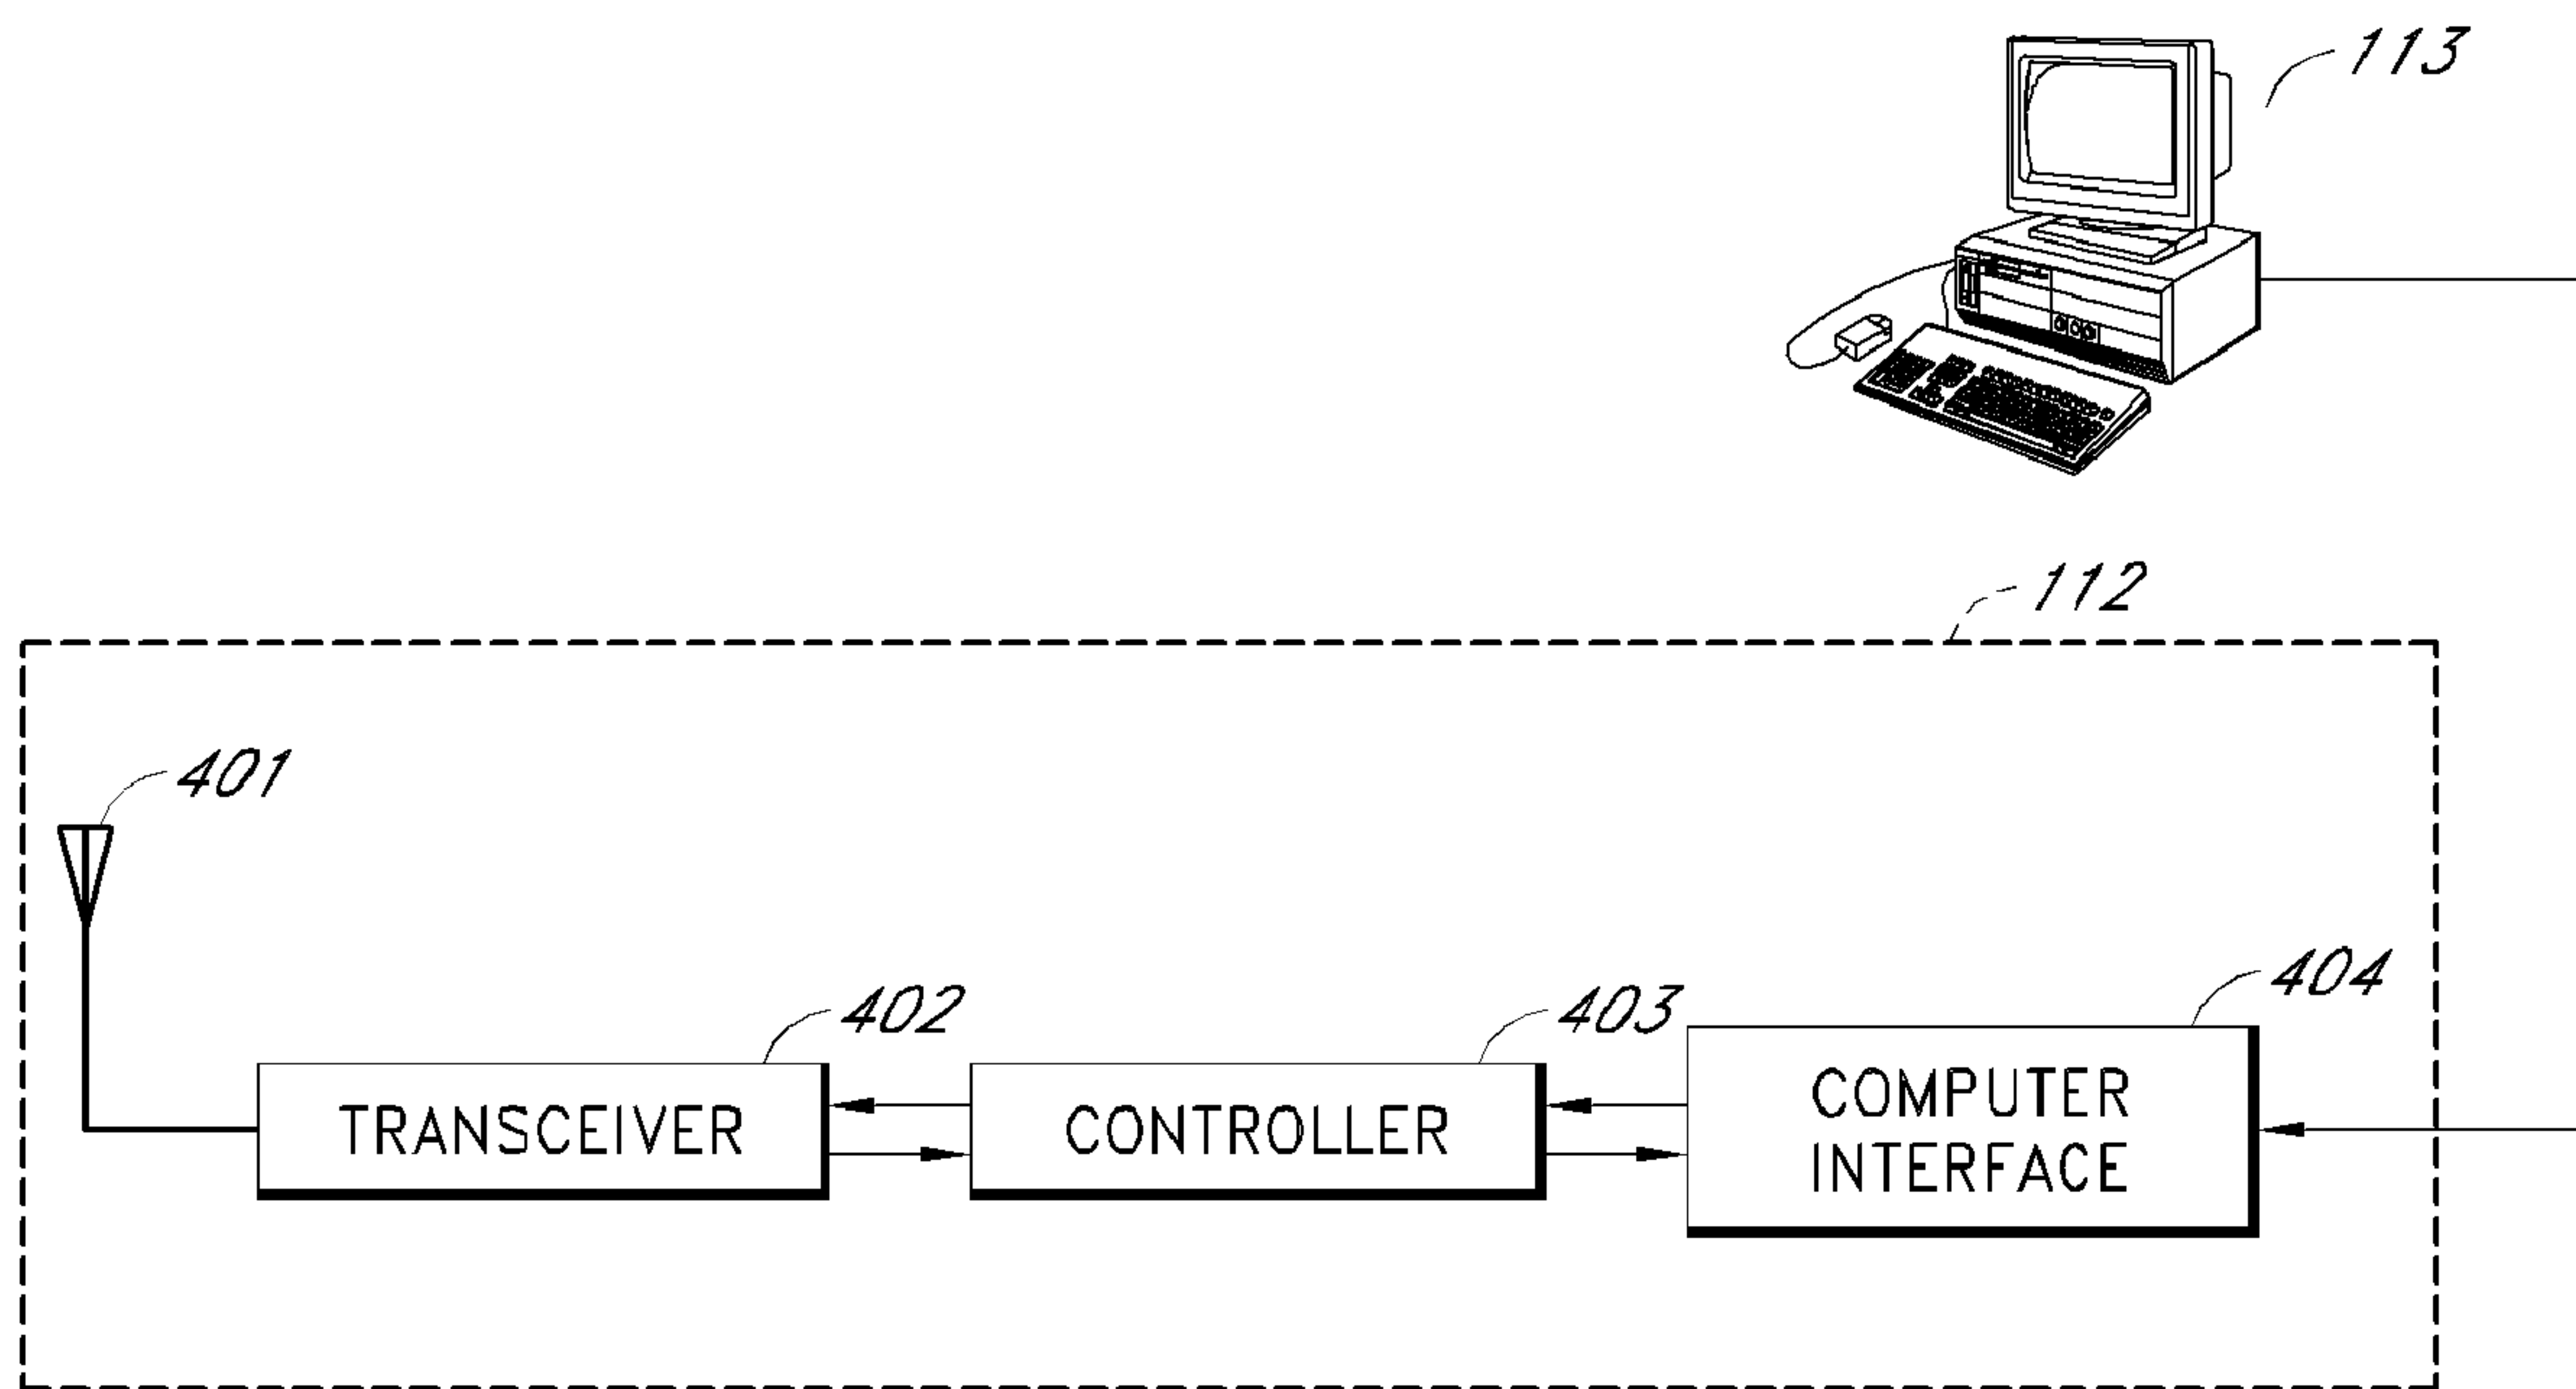 113
112
401
404
402
403
TRANSCEIVER
CONTROLLER
COMPUTER
INTERFACE